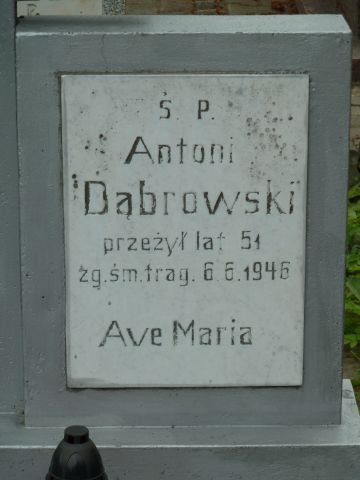 Ś P.
Antoni
Dąbrowski
przeżył lat 51
zg.śm.trag. 6.6.1946
Ave Maria